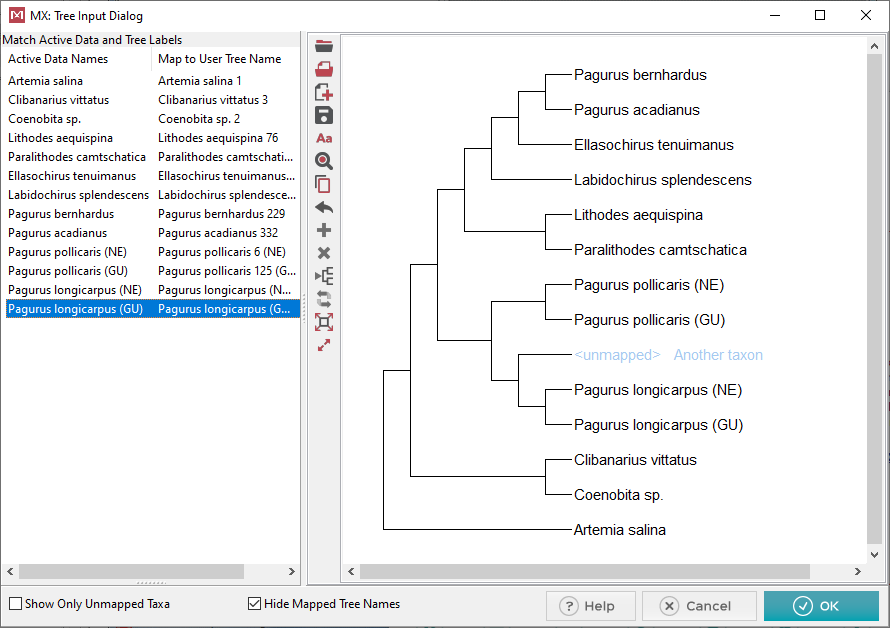 MX: Tree Input Dialog
Match Active Data and Tree Labels
Active Data Names Map to User Tree Name
Artemia salina Artemia salina 1
Clibanarius vittatus Clibanarius vittatus 3
Coenobita sp. Coenobita sp. 2
Lithodes aequispina Lithodes aequispina 76
Paralithodes camtschatica Paralithodes camtschati...
Ellasochirus tenuimanus Ellasochirus tenuimanus...
Labidochirus splendescens Labidochirus splendesce...
Pagurus bernhardus Pagurus bernhardus 229
Pagurus acadianus Pagurus acadianus 332
Pagurus pollicaris (NE) Pagurus pollicaris 6 (NE)
Pagurus pollicaris (GU) Pagurus pollicaris 125 (G...
Pagurus longicarpus (NE) Pagurus longicarpus (N...
Pagurus longicarpus (GU) Pagurus longicarpus (G...
Aa
Pagurus bernhardus
Pagurus acadianus
Ellasochirus tenuimanus
Labidochirus splendescens
Lithodes aequispina
Paralithodes camtschatica
Pagurus pollicaris (NE)
Pagurus pollicaris (GU)
<unmapped> Another taxon
Pagurus longicarpus (NE)
Pagurus longicarpus (GU)
Clibanarius vittatus
Coenobita sp.
Artemia salina
Show Only Unmapped Taxa
Hide Mapped Tree Names
? Help
Cancel
OK